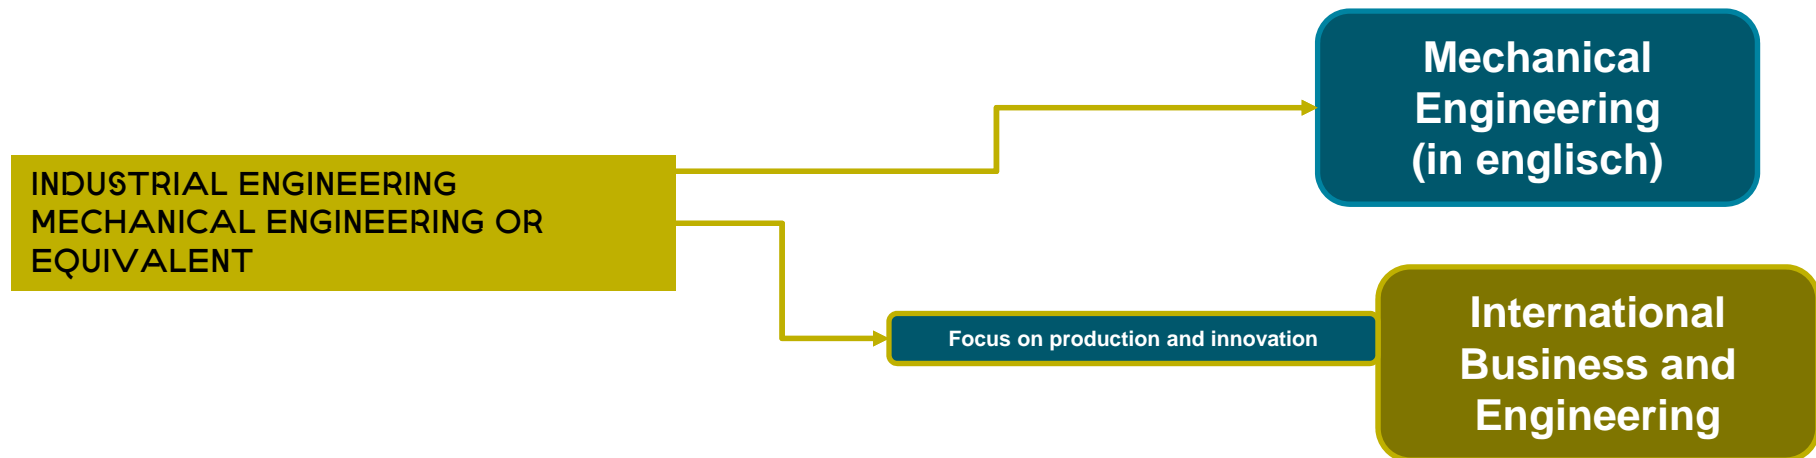 INDUSTRIAL ENGINEERING
MECHANICAL ENGINEERING OR
EQUIVALENT
Mechanical
Engineering
(in englisch)
Focus on production and innovation
International
Business and
Engineering